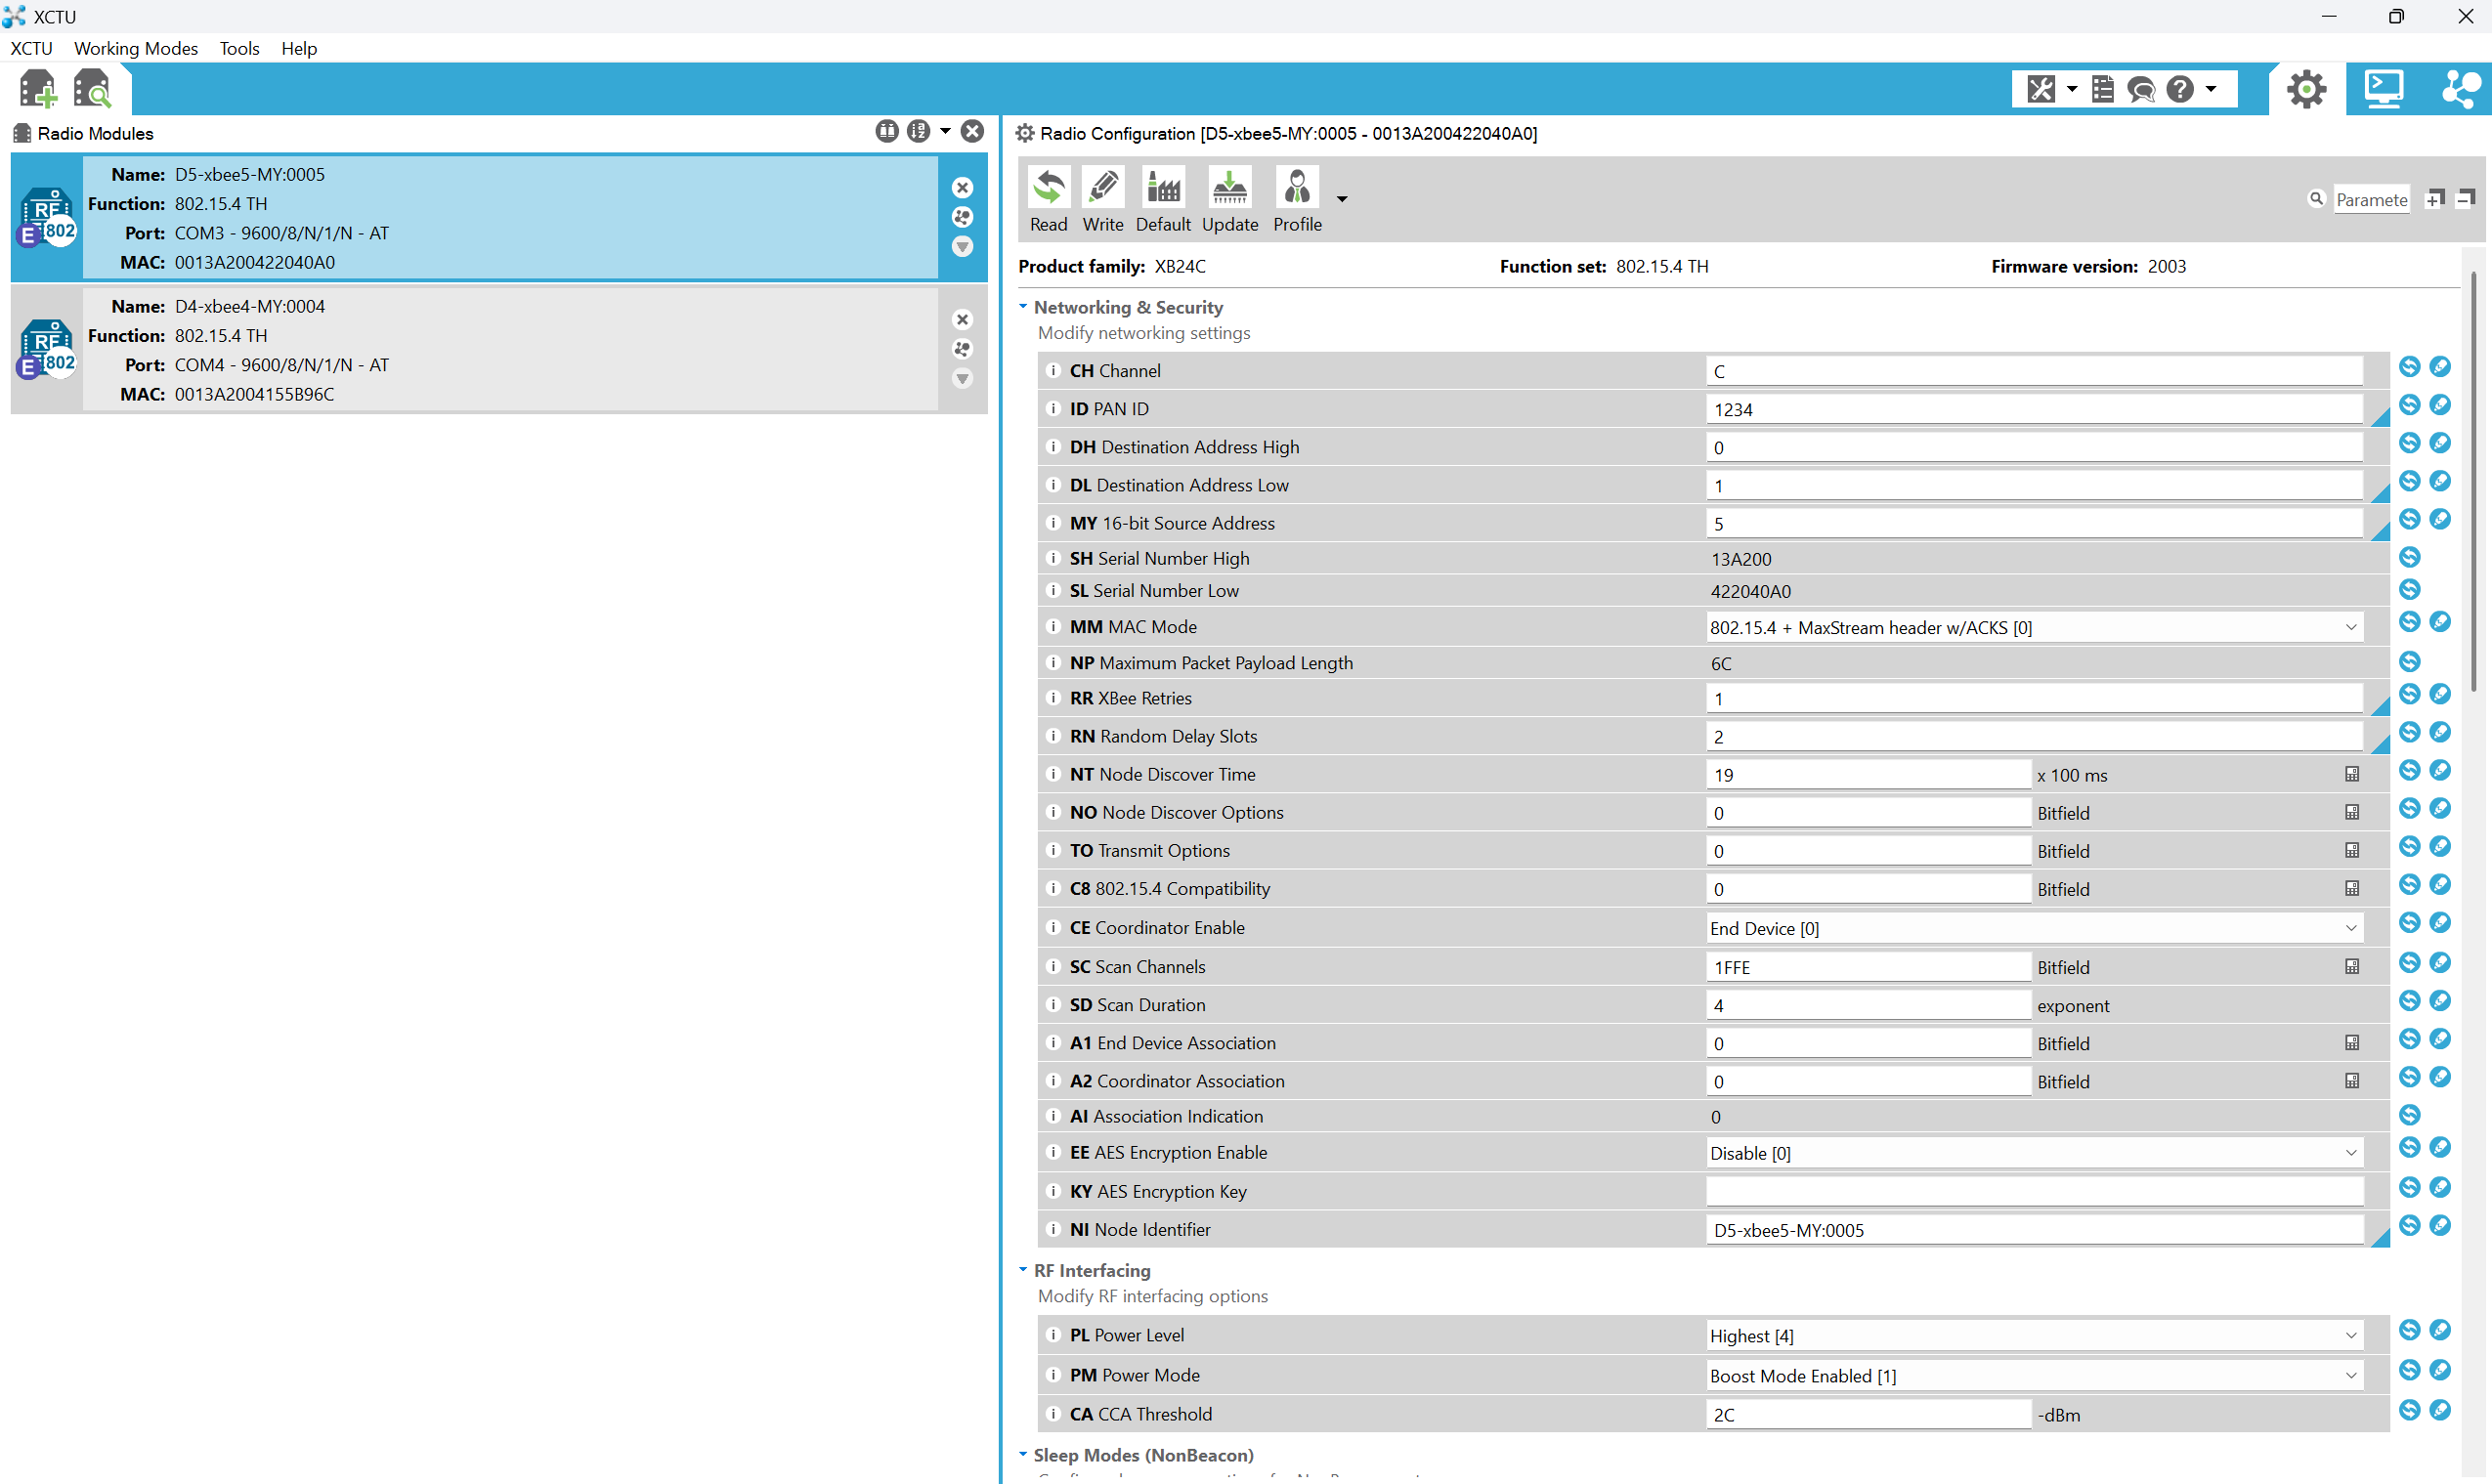 XCTU
XCTU Working Modes Tools Help
Radio Modules
Name: D5-xbee5-MY:0005
Function: 802.15.4 TH
Port: COM3 - 9600/8/N/1/N - AT
MAC: 0013A200422040A0
RF
E 802
Name: D4-xbee4-MY:0004
Function: 802.15.4 TH
Port: COM4 - 9600/8/N/1/N - AT
MAC: 0013A2004155B96C
RF
E 802
Radio Configuration [D5-xbee5-MY:0005 - 0013A200422040A0]
Read Write Default Update Profile
Paramete
Product family: XB24C Function set: 802.15.4 TH Firmware version: 2003
Networking & Security
Modify networking settings
CH Channel C
ID PAN ID 1234
DH Destination Address High 0
DL Destination Address Low 1
MY 16-bit Source Address 5
SH Serial Number High 13A200
SL Serial Number Low 422040A0
MM MAC Mode 802.15.4 + MaxStream header w/ACKS [0]
NP Maximum Packet Payload Length 6C
RR XBee Retries 1
RN Random Delay Slots 2
NT Node Discover Time 19 x 100 ms
NO Node Discover Options 0 Bitfield
TO Transmit Options 0 Bitfield
C8 802.15.4 Compatibility 0 Bitfield
CE Coordinator Enable End Device [0]
SC Scan Channels 1FFE Bitfield
SD Scan Duration 4 exponent
A1 End Device Association 0 Bitfield
A2 Coordinator Association 0 Bitfield
AI Association Indication 0
EE AES Encryption Enable Disable [0]
KY AES Encryption Key
NI Node Identifier D5-xbee5-MY:0005
RF Interfacing
Modify RF interfacing options
PL Power Level Highest [4]
PM Power Mode Boost Mode Enabled [1]
CA CCA Threshold 2C -dBm
Sleep Modes (NonBeacon)